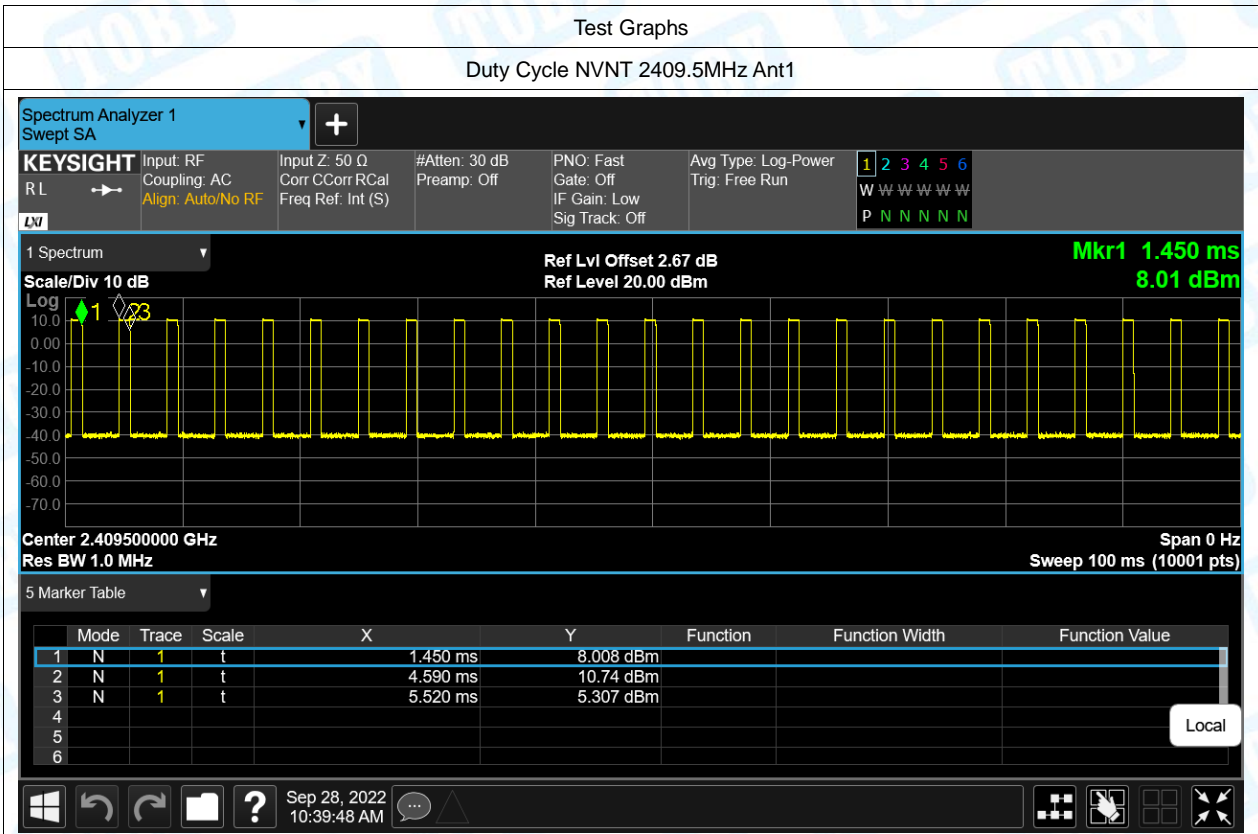 Test Graphs
Duty Cycle NVNT 2409.5MHz Ant1
Spectrum Analyzer 1
Swept SA
KEYSIGHT
R L
LXI
Input: RF
Coupling: AC
Align: Auto/No RF
Input Z: 50 Ω
Corr CCorr RCal
Freq Ref: Int (S)
#Atten: 30 dB
Preamp: Off
PNO: Fast
Gate: Off
IF Gain: Low
Sig Track: Off
Avg Type: Log-Power
Trig: Free Run
1 2 3 4 5 6
W W W W W W
P N N N N N
1 Spectrum
Scale/Div 10 dB
Ref Lvl Offset 2.67 dB
Ref Level 20.00 dBm
Mkr1 1.450 ms
8.01 dBm
Log
1 2 3
10.0
0.00
-10.0
-20.0
-30.0
-40.0
-50.0
-60.0
-70.0
Center 2.409500000 GHz
Span 0 Hz
Res BW 1.0 MHz
Sweep 100 ms (10001 pts)
5 Marker Table
Mode Trace Scale X Y Function Function Width Function Value
1 N 1 t 1.450 ms 8.008 dBm
2 N 1 t 4.590 ms 10.74 dBm
3 N 1 t 5.520 ms 5.307 dBm
4
5
6
Local
?
Sep 28, 2022
10:39:48 AM
TOBY